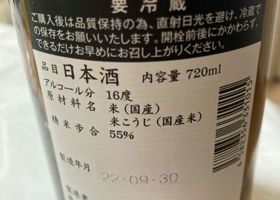 要冷蔵
ご購入後は品質保持の為、直射日光を避け、冷蔵で
の保存をお願いいたします。開栓前後にかかわらず、
できるだけお早めにお召し上がりください。
品目 日本酒 内容量 720ml
アルコール分 16度
原材料名 米(国産)
米こうじ(国産米)
精米歩合 55%
製造年月
22.09.30
製造者